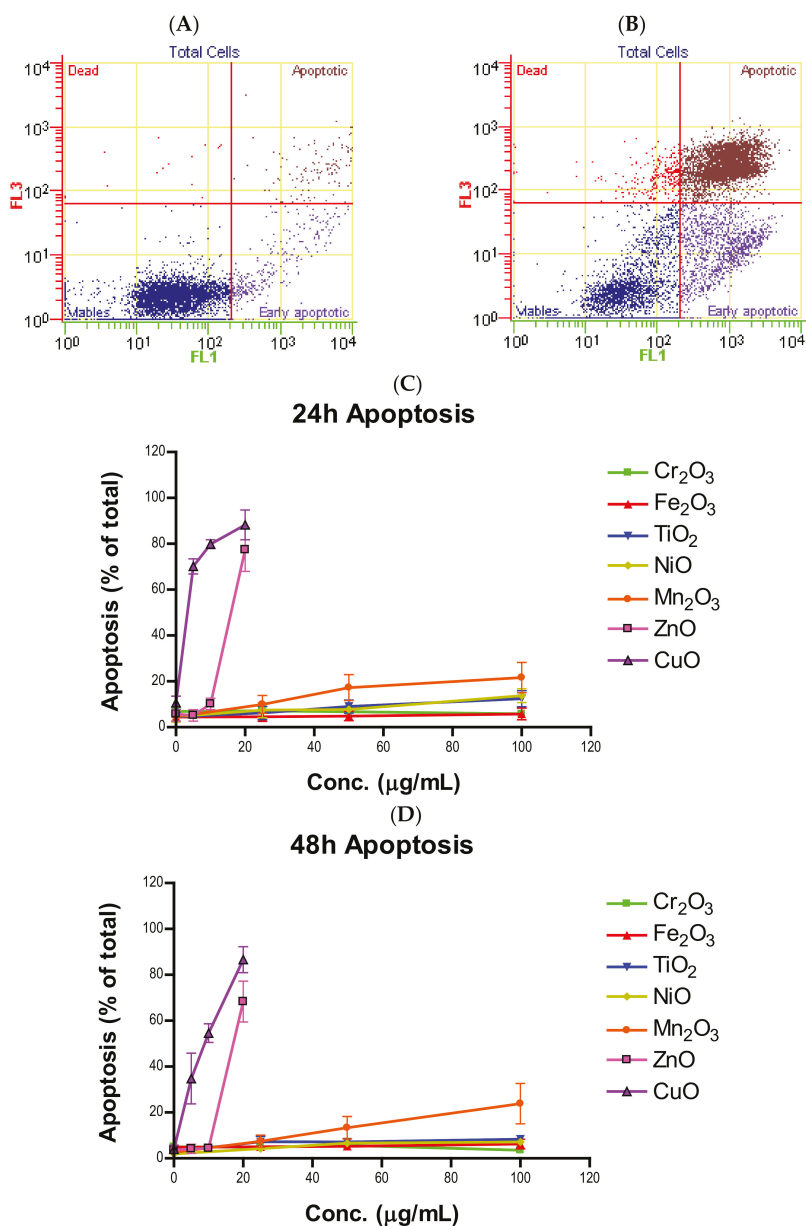 (A)
Total Cells
Dead
Apoptotic
Viables
Early apoptotic
10⁴
10³
10²
10¹
10⁰
FL3
10⁰ 10¹ 10² 10³ 10⁴
FL1
(B)
Total Cells
Dead
Apoptotic
Viables
Early apoptotic
10⁴
10³
10²
10¹
10⁰
FL3
10⁰ 10¹ 10² 10³ 10⁴
FL1
(C)
24h Apoptosis
Apoptosis (% of total)
120
100
80
60
40
20
0
0 20 40 60 80 100 120
Conc. (μg/mL)
Cr₂O₃
Fe₂O₃
TiO₂
NiO
Mn₂O₃
ZnO
CuO
(D)
48h Apoptosis
Apoptosis (% of total)
120
100
80
60
40
20
0
0 20 40 60 80 100 120
Conc. (μg/mL)
Cr₂O₃
Fe₂O₃
TiO₂
NiO
Mn₂O₃
ZnO
CuO